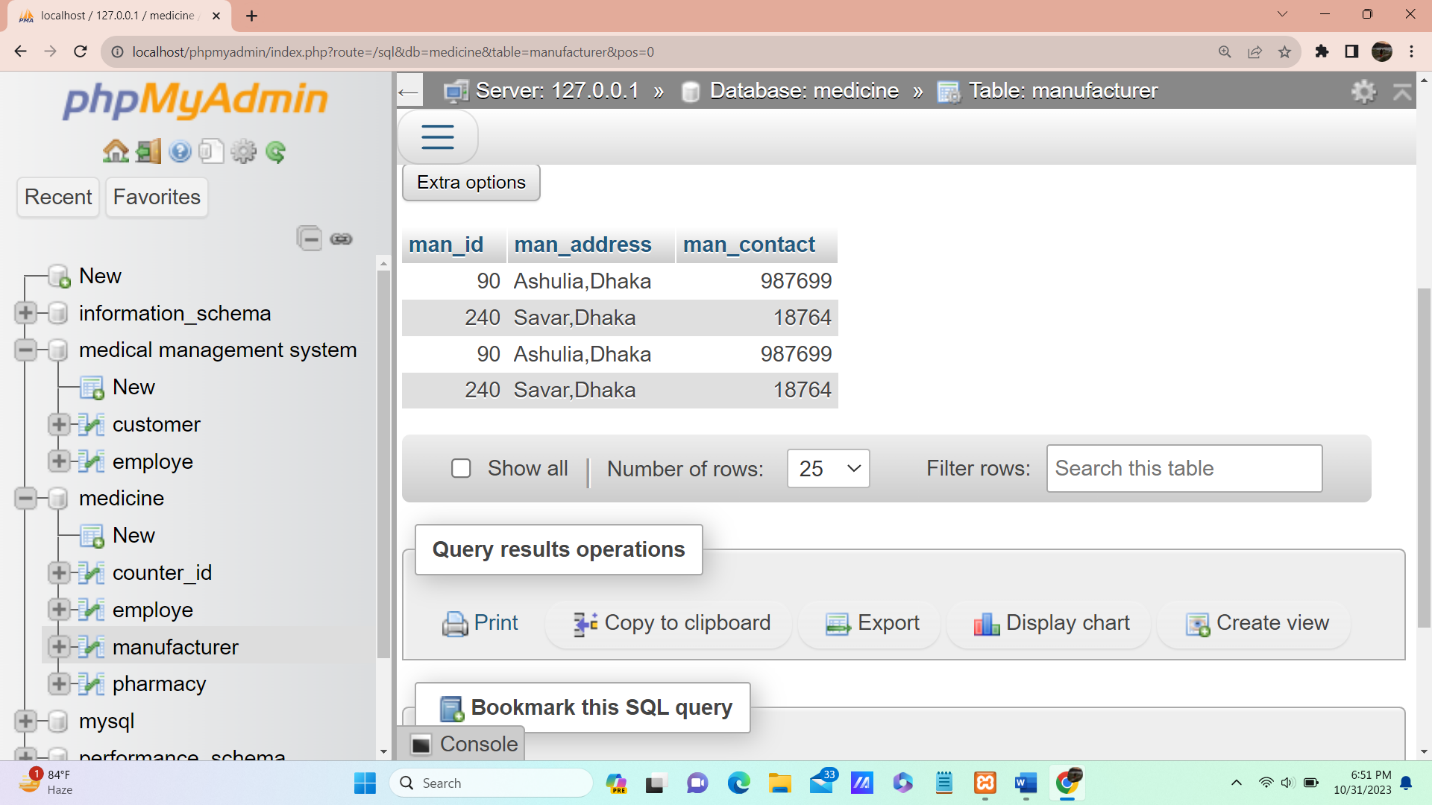 localhost / 127.0.0.1 / medicine
localhost/phpmyadmin/index.php?route=/sql&db=medicine&table=manufacturer&pos=0
phpMyAdmin
Recent Favorites
New
information_schema
medical management system
New
customer
employe
medicine
New
counter_id
employe
manufacturer
pharmacy
mysql
performance_schema
Server: 127.0.0.1 » Database: medicine » Table: manufacturer
Extra options
man_id man_address man_contact
90 Ashulia,Dhaka 987699
240 Savar,Dhaka 18764
90 Ashulia,Dhaka 987699
240 Savar,Dhaka 18764
Show all Number of rows: 25 Filter rows: Search this table
Query results operations
Print Copy to clipboard Export Display chart Create view
Bookmark this SQL query
Console
1 84°F
Haze
Search
PRE
33
6:51 PM
10/31/2023